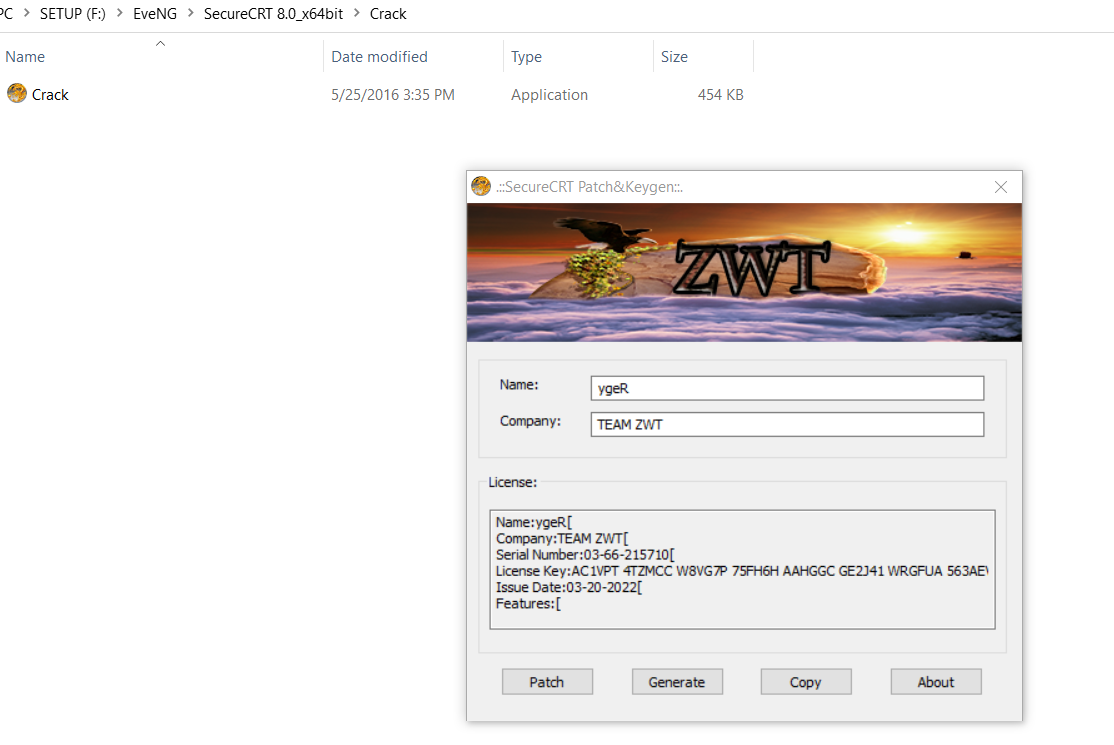 PC > SETUP (F:) > EveNG > SecureCRT 8.0_x64bit > Crack
Name Date modified Type Size
Crack 5/25/2016 3:35 PM Application 454 KB
.::SecureCRT Patch&Keygen::.
ZWT
Name: ygeR
Company: TEAM ZWT
License:
Name:ygeR[
Company:TEAM ZWT[
Serial Number:03-66-215710[
License Key:AC1VPT 4TZMCC W8VG7P 75FH6H AAHGGC GE2J41 WRGFUA 563AEV
Issue Date:03-20-2022[
Features:[
Patch Generate Copy About